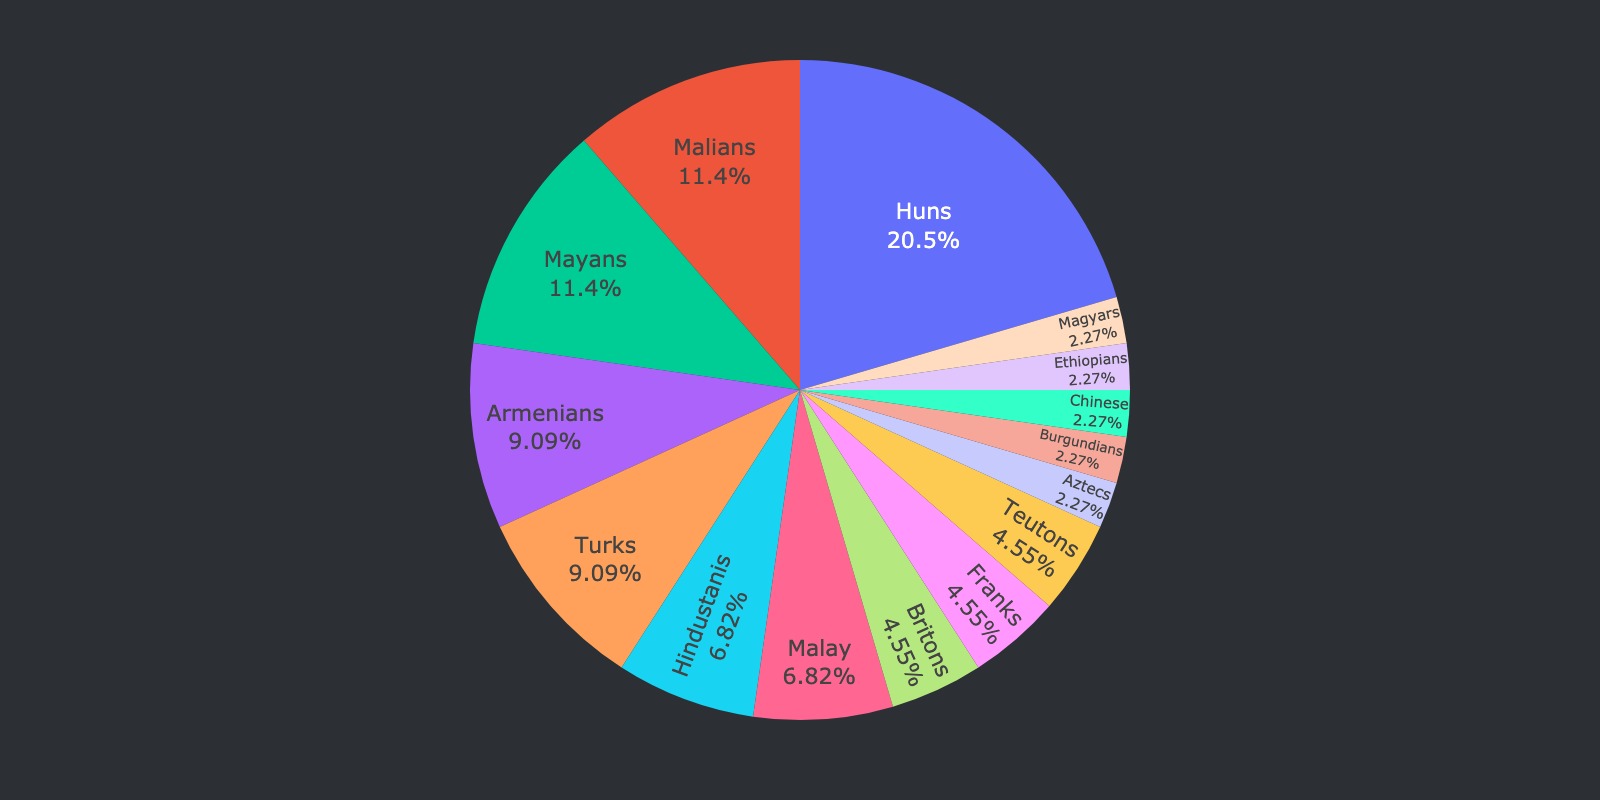 Malians
11.4%
Huns
20.5%
Mayans
11.4%
Magyars
2.27%
Ethiopians
2.27%
Chinese
2.27%
Armenians
9.09%
Burgundians
2.27%
Aztecs
2.27%
Teutons
4.55%
Turks
9.09%
Franks
4.55%
Hindustanis
6.82%
Britons
4.55%
Malay
6.82%